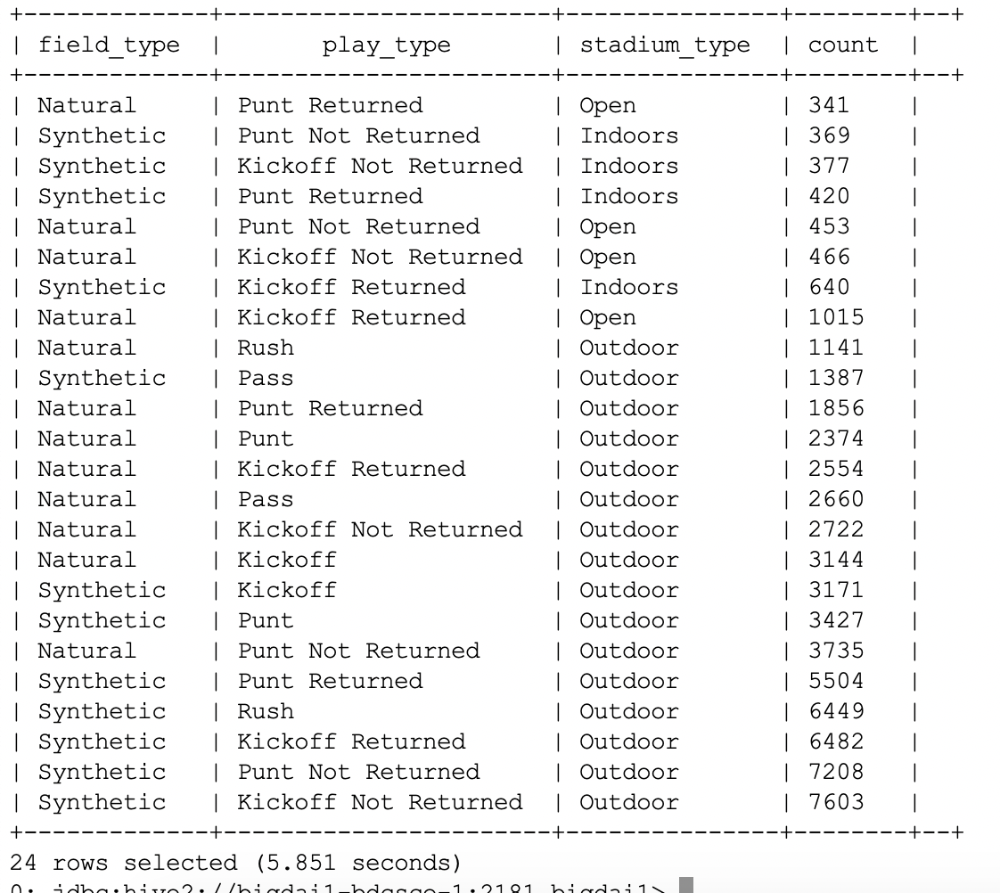 +-------------+------------------------+----------------+---------+--+
| field_type | play_type | stadium_type | count |
+-------------+------------------------+----------------+---------+--+
| Natural | Punt Returned | Open | 341 |
| Synthetic | Punt Not Returned | Indoors | 369 |
| Synthetic | Kickoff Not Returned | Indoors | 377 |
| Synthetic | Punt Returned | Indoors | 420 |
| Natural | Punt Not Returned | Open | 453 |
| Natural | Kickoff Not Returned | Open | 466 |
| Synthetic | Kickoff Returned | Indoors | 640 |
| Natural | Kickoff Returned | Open | 1015 |
| Natural | Rush | Outdoor | 1141 |
| Synthetic | Pass | Outdoor | 1387 |
| Natural | Punt Returned | Outdoor | 1856 |
| Natural | Punt | Outdoor | 2374 |
| Natural | Kickoff Returned | Outdoor | 2554 |
| Natural | Pass | Outdoor | 2660 |
| Natural | Kickoff Not Returned | Outdoor | 2722 |
| Natural | Kickoff | Outdoor | 3144 |
| Synthetic | Kickoff | Outdoor | 3171 |
| Synthetic | Punt | Outdoor | 3427 |
| Natural | Punt Not Returned | Outdoor | 3735 |
| Synthetic | Punt Returned | Outdoor | 5504 |
| Synthetic | Rush | Outdoor | 6449 |
| Synthetic | Kickoff Returned | Outdoor | 6482 |
| Synthetic | Punt Not Returned | Outdoor | 7208 |
| Synthetic | Kickoff Not Returned | Outdoor | 7603 |
+-------------+------------------------+----------------+---------+--+
24 rows selected (5.851 seconds)
0: jdbc:hive2://bigdai1-bdcsce-1:2181,bigdai1>